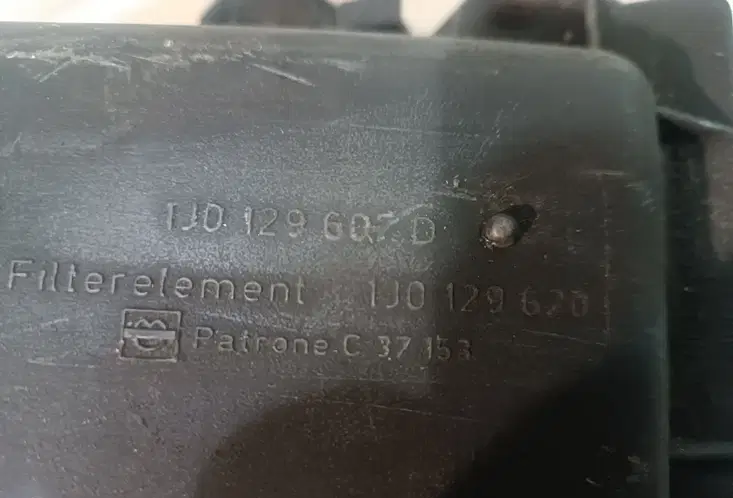 1J0 129 607 D
Filterelement 1J0 129 620
Patrone C 37 153